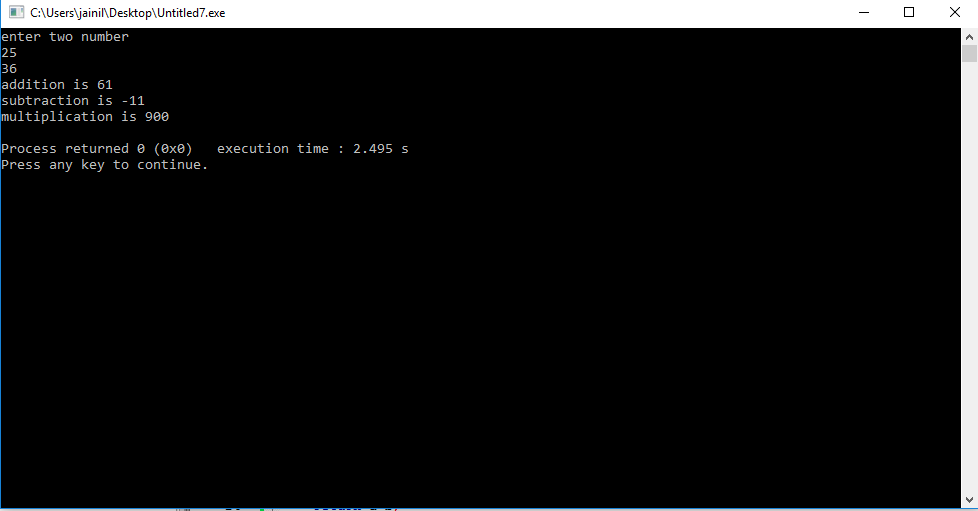 C:\Users\jainil\Desktop\Untitled7.exe
enter two number
25
36
addition is 61
subtraction is -11
multiplication is 900

Process returned 0 (0x0)   execution time : 2.495 s
Press any key to continue.